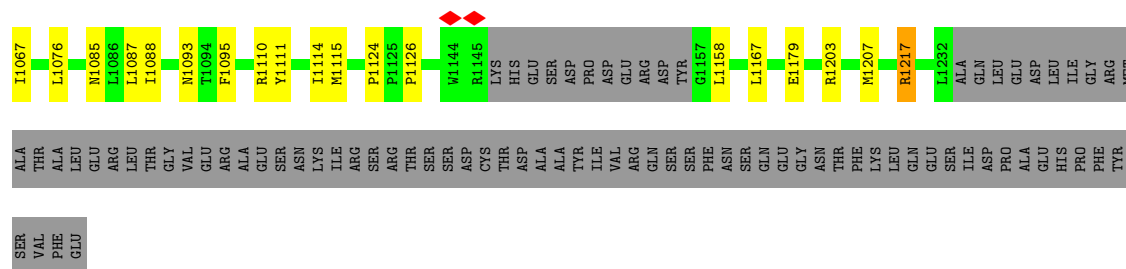 I1067 L1076 N1085 L1086 L1087 I1088 N1093 T1094 F1095 R1110 Y1111 I1114 M1115 P1124 P1125 P1126 W1144 R1145 LYS HIS GLU SER ASP PRO ASP GLU ARG ASP TYR G1157 L1158 L1167 E1179 R1203 M1207 R1217 L1232 ALA GLN LEU GLU ASP LEU ILE GLY ARG MET
ALA THR ALA LEU GLU ARG LEU THR GLY VAL GLU ARG ALA GLU SER ASN LYS ILE ARG SER ARG THR SER SER ASP CYS THR ASP ALA ALA TYR ILE VAL ARG GLN SER SER PHE ASN SER GLN GLU GLY ASN THR PHE LYS LEU GLN GLU SER ILE ASP PRO ALA GLU HIS PRO PHE TYR
SER VAL PHE GLU